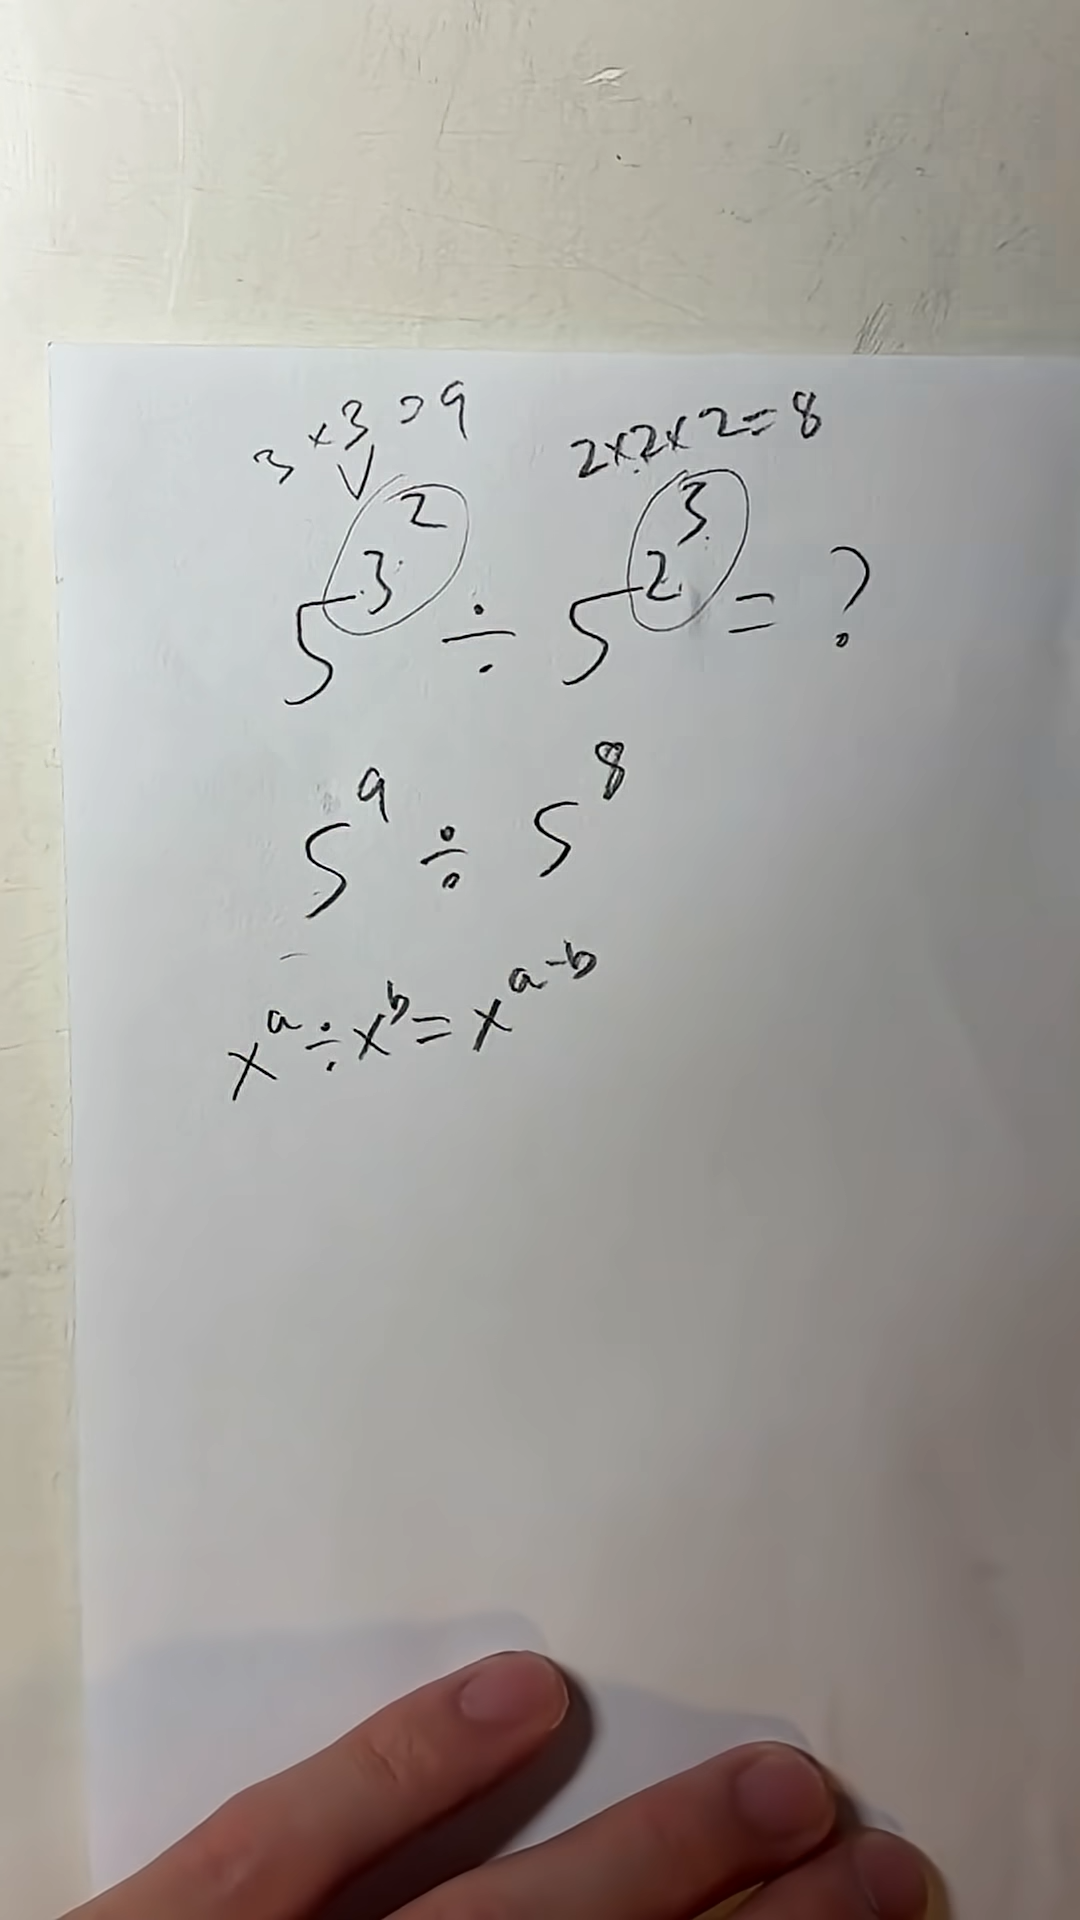 3 × 3 = 9 2×2×2=8
5^3^2 ÷ 5^2^3 = ?
5^9 ÷ 5^8
x^a ÷ x^b = x^a-b